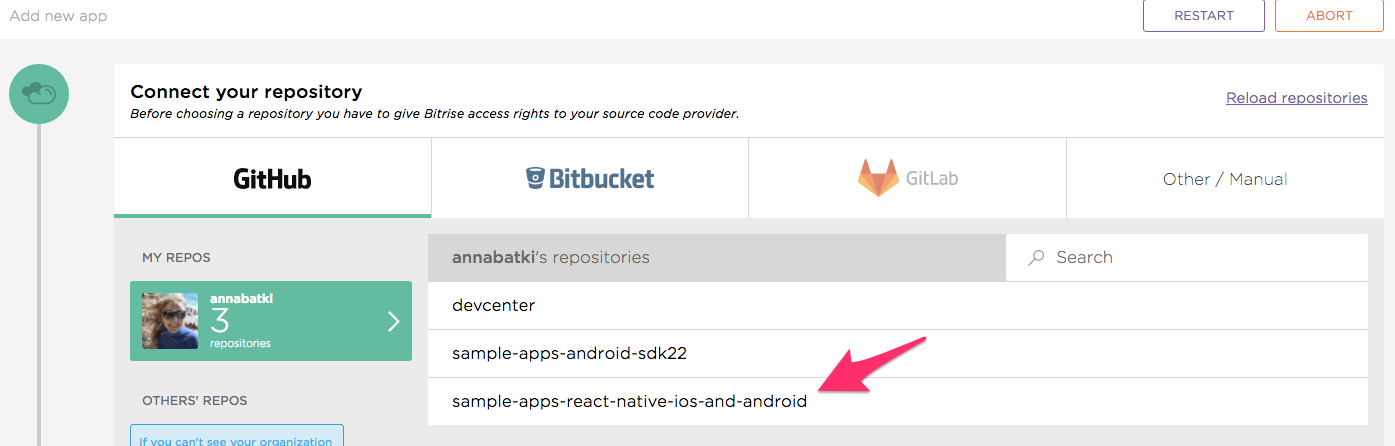 Add new app
RESTART
ABORT
Connect your repository
Before choosing a repository you have to give Bitrise access rights to your source code provider.
Reload repositories
GitHub
Bitbucket
GitLab
Other / Manual
MY REPOS
annabatki
3
repositories
annabatki's repositories
Search
devcenter
sample-apps-android-sdk22
sample-apps-react-native-ios-and-android
OTHERS' REPOS
If you can't see your organization